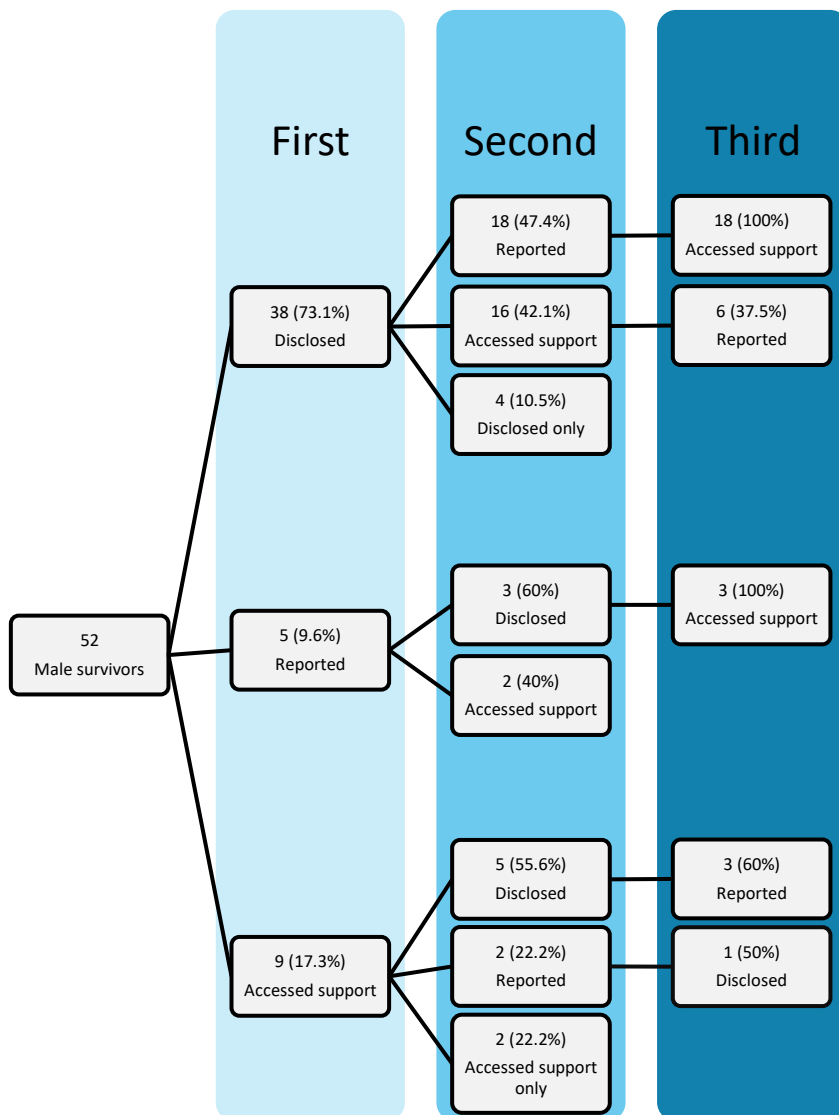 First
Second
Third
18 (47.4%)
Reported
18 (100%)
Accessed support
38 (73.1%)
Disclosed
16 (42.1%)
Accessed support
6 (37.5%)
Reported
4 (10.5%)
Disclosed only
52
Male survivors
5 (9.6%)
Reported
3 (60%)
Disclosed
3 (100%)
Accessed support
2 (40%)
Accessed support
9 (17.3%)
Accessed support
5 (55.6%)
Disclosed
3 (60%)
Reported
2 (22.2%)
Reported
1 (50%)
Disclosed
2 (22.2%)
Accessed support
only